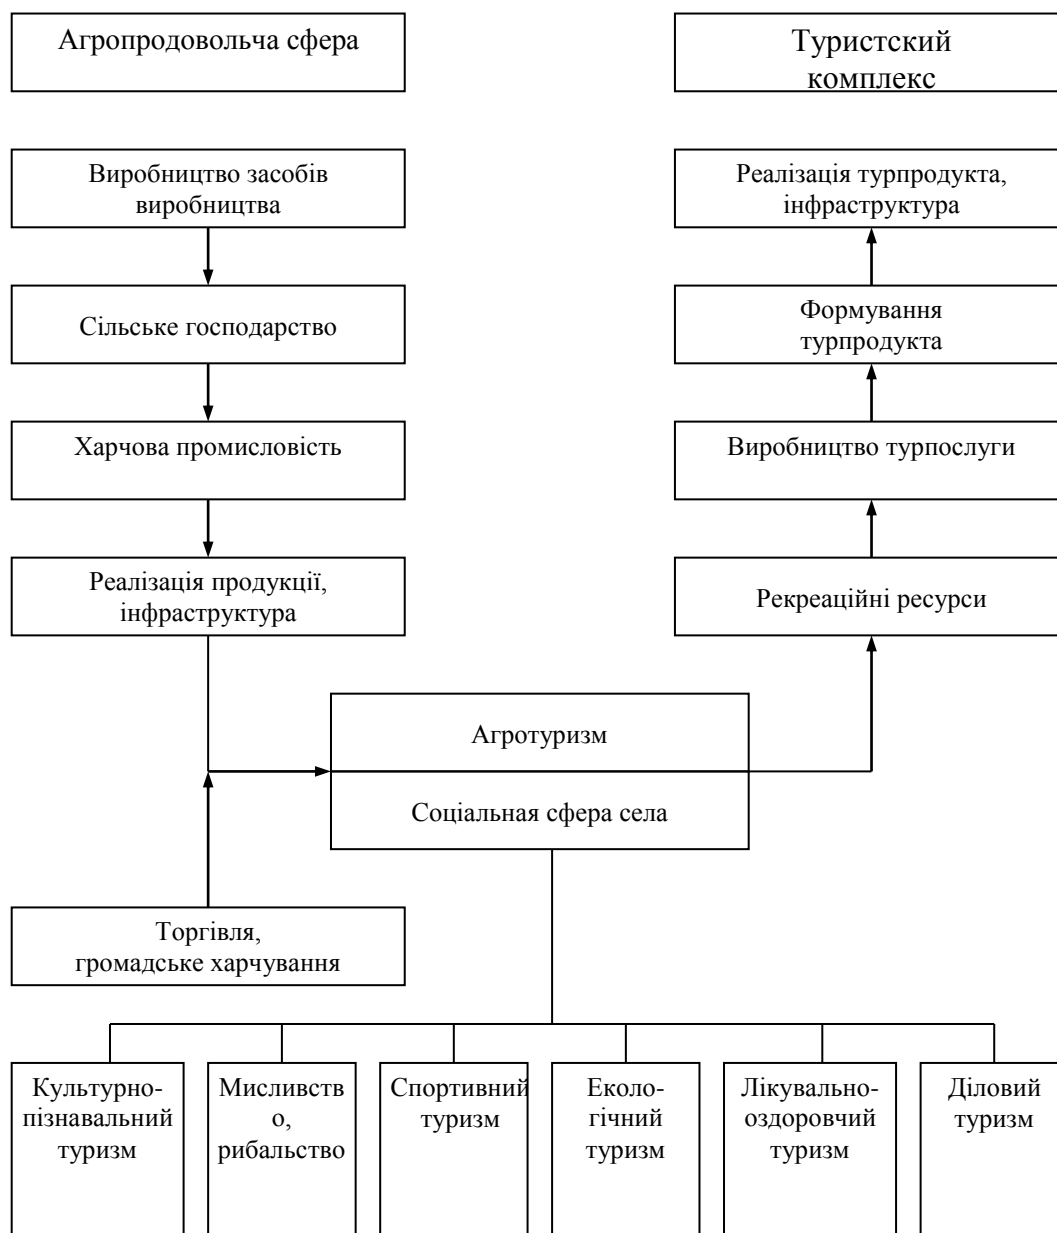 Агропродовольча сфера
Туристский
комплекс
Виробництво засобів
виробництва
Реалізація турпродукта,
інфраструктура
Сільське господарство
Формування
турпродукта
Харчова промисловість
Виробництво турпослуги
Реалізація продукції,
інфраструктура
Рекреаційні ресурси
Агротуризм
Соціальная сфера села
Торгівля,
громадське харчування
Культурно-
пізнавальний
туризм
Мисливств
о,
рибальство
Спортивний
туризм
Еколо-
гічний
туризм
Лікувально-
оздоровчий
туризм
Діловий
туризм